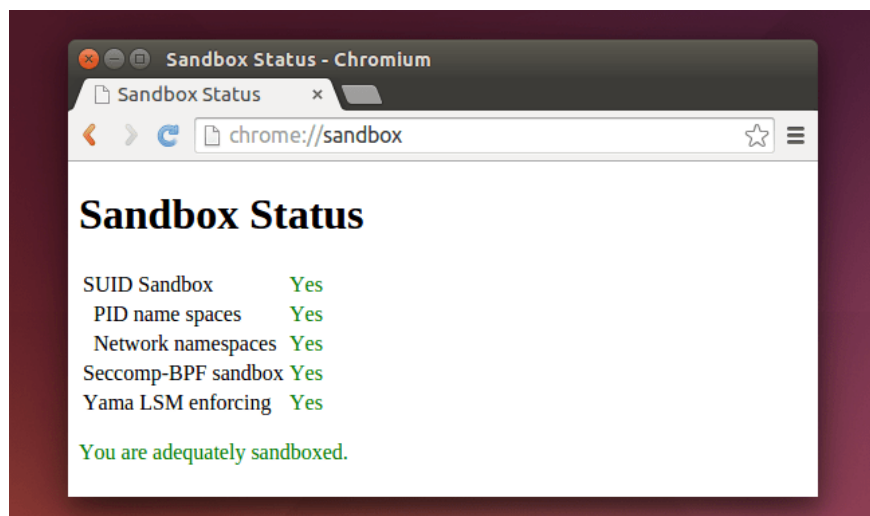 Sandbox Status - Chromium
Sandbox Status ×
chrome://sandbox
Sandbox Status
SUID Sandbox Yes
PID name spaces Yes
Network namespaces Yes
Seccomp-BPF sandbox Yes
Yama LSM enforcing Yes
You are adequately sandboxed.